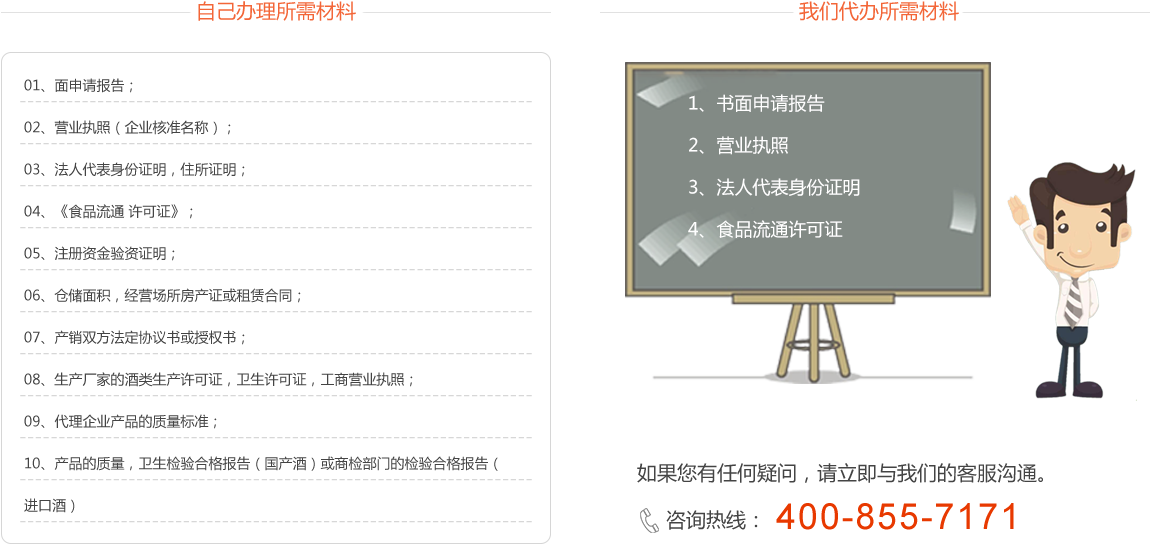 自己办理所需材料
01、面申请报告；
02、营业执照（企业核准名称）；
03、法人代表身份证明，住所证明；
04、《食品流通 许可证》；
05、注册资金验资证明；
06、仓储面积，经营场所房产证或租赁合同；
07、产销双方法定协议书或授权书；
08、生产厂家的酒类生产许可证，卫生许可证，工商营业执照；
09、代理企业产品的质量标准；
10、产品的质量，卫生检验合格报告（国产酒）或商检部门的检验合格报告（
进口酒）
我们代办所需材料
1、书面申请报告
2、营业执照
3、法人代表身份证明
4、食品流通许可证
如果您有任何疑问，请立即与我们的客服沟通。
咨询热线： 400-855-7171